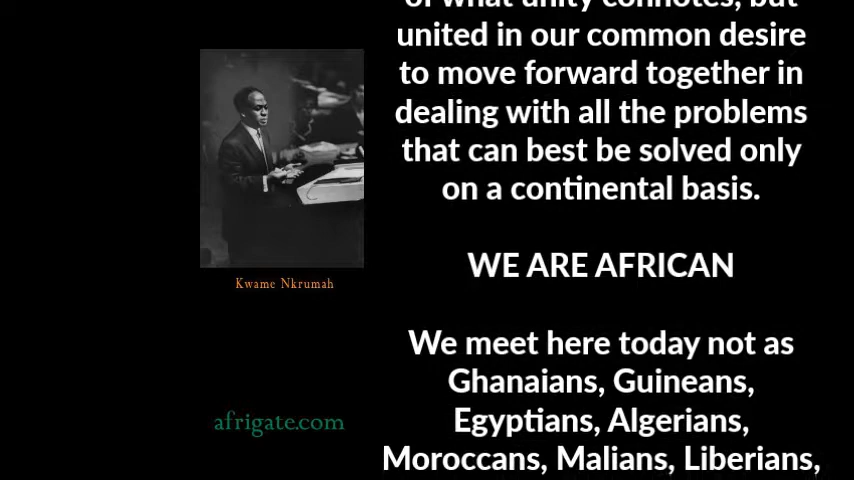 of what unity connotes, but
united in our common desire
to move forward together in
dealing with all the problems
that can best be solved only
on a continental basis.
WE ARE AFRICAN
We meet here today not as
Ghanaians, Guineans,
Egyptians, Algerians,
Moroccans, Malians, Liberians,
Kwame Nkrumah
afrigate.com